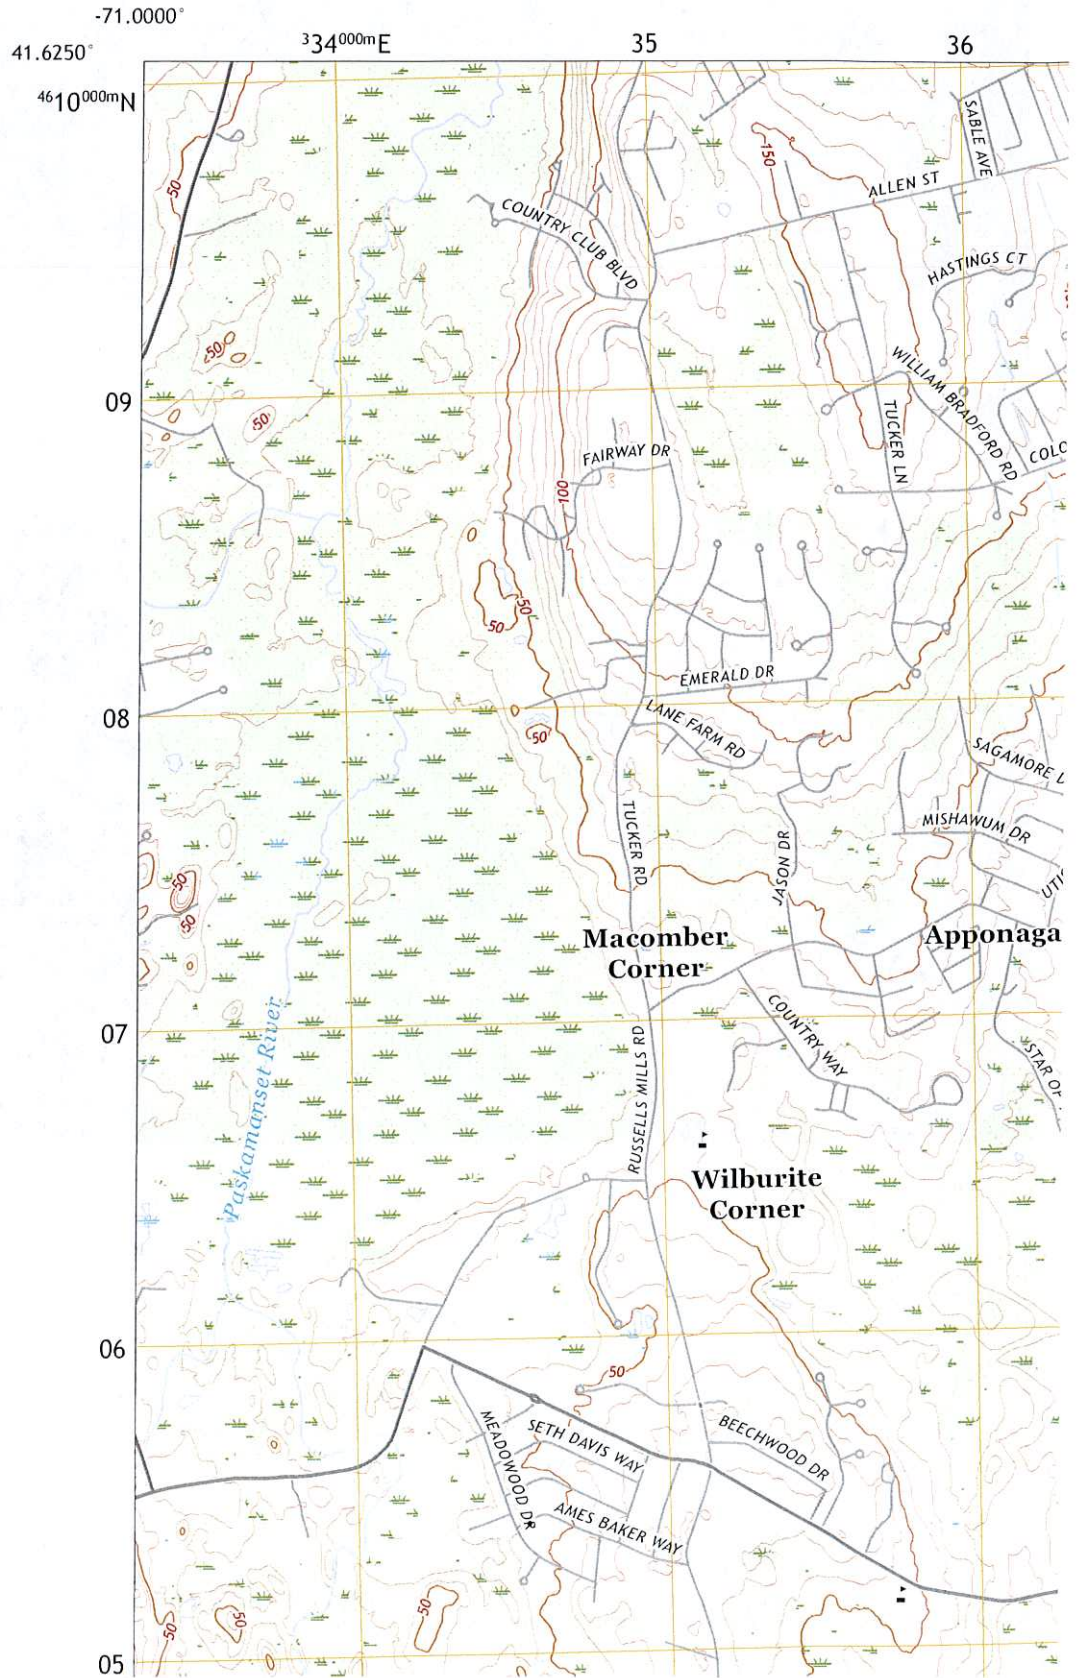 -71.0000°
41.6250°
334000mE
35
36
4610000mN
SABLE AVE
150
50
ALLEN ST
COUNTRY CLUB BLVD
HASTINGS CT
50
WILLIAM BRADFORD RD
09
50
TUCKER LN
FAIRWAY DR
COLO
100
50
50
EMERALD DR
08
LANE FARM RD
50
SAGAMORE L
TUCKER RD
MISHAWUM DR
JASON DR
50
UTI
50
Macomber
Corner
Apponaga
07
COUNTRY WAY
Paskamanset River
RUSSELLS MILLS RD
STAR OF
Wilburite
Corner
06
50
MEADOWOOD DR
SETH DAVIS WAY
BEECHWOOD DR
AMES BAKER WAY
50
50
50
05